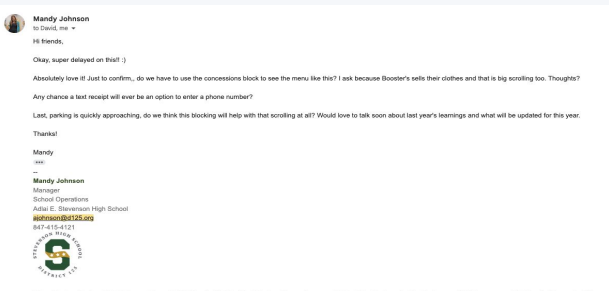 Mandy Johnson
to David, me
Hi friends,
Okay, super delayed on this!! :)
Absolutely love it! Just to confirm,, do we have to use the concessions block to see the menu like this? I ask because Booster's sells their clothes and that is big scrolling too. Thoughts?
Any chance a text receipt will ever be an option to enter a phone number?
Last, parking is quickly approaching, do we think this blocking will help with that scrolling at all? Would love to talk soon about last year's learnings and what will be updated for this year.
Thanks!
Mandy
--
Mandy Johnson
Manager
School Operations
Adlai E. Stevenson High School
ajohnson@d125.org
847-415-4121
STEVENSON HIGH SCHOOL
S
DISTRICT 125